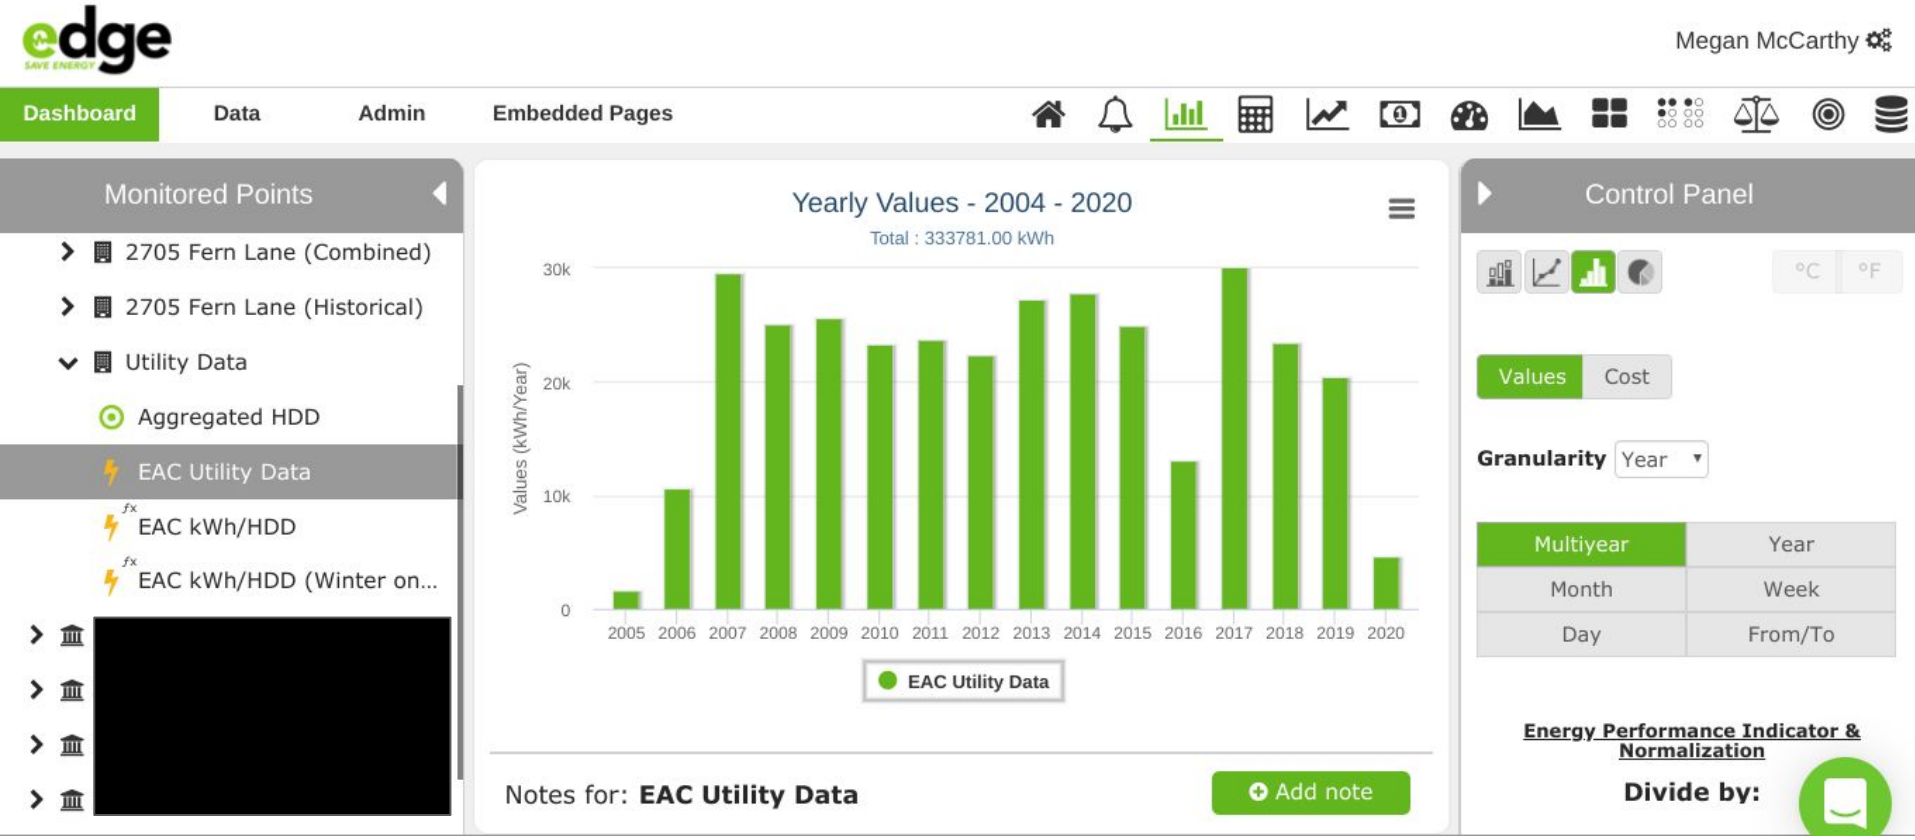 edge
SAVE ENERGY
Megan McCarthy
Dashboard
Data
Admin
Embedded Pages
Monitored Points
2705 Fern Lane (Combined)
2705 Fern Lane (Historical)
Utility Data
Aggregated HDD
EAC Utility Data
fx
EAC kWh/HDD
fx
EAC kWh/HDD (Winter on...
Yearly Values - 2004 - 2020
Total : 333781.00 kWh
Values (kWh/Year)
30k
20k
10k
0
2005 2006 2007 2008 2009 2010 2011 2012 2013 2014 2015 2016 2017 2018 2019 2020
EAC Utility Data
Notes for: EAC Utility Data
Add note
Control Panel
°C °F
Values Cost
Granularity Year
Multiyear Year
Month Week
Day From/To
Energy Performance Indicator &
Normalization
Divide by: